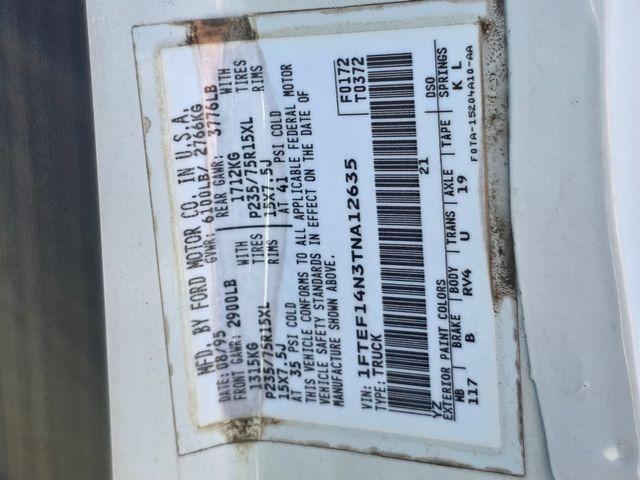 MFD. BY FORD MOTOR CO. IN U.S.A.
DATE: 08/95 GVWR: 6100LB/ 2766KG
FRONT GAWR: 2900LB REAR GAWR: 3776LB
1315KG WITH 1712KG WITH
P235/75R15XL TIRES P235/75R15XL TIRES
15X7.5J RIMS 15X7.5J RIMS
AT 35 PSI COLD AT 41 PSI COLD
THIS VEHICLE CONFORMS TO ALL APPLICABLE FEDERAL MOTOR
VEHICLE SAFETY STANDARDS IN EFFECT ON THE DATE OF
MANUFACTURE SHOWN ABOVE.
F0172
T0372
VIN: 1FTEF14N3TNA12635
TYPE: TRUCK
21
YZ DSO
EXTERIOR PAINT COLORS
WB BRAKE BODY TRANS AXLE TAPE SPRINGS
117 B RV4 U 19 K L
F0TA-15204A10-AA